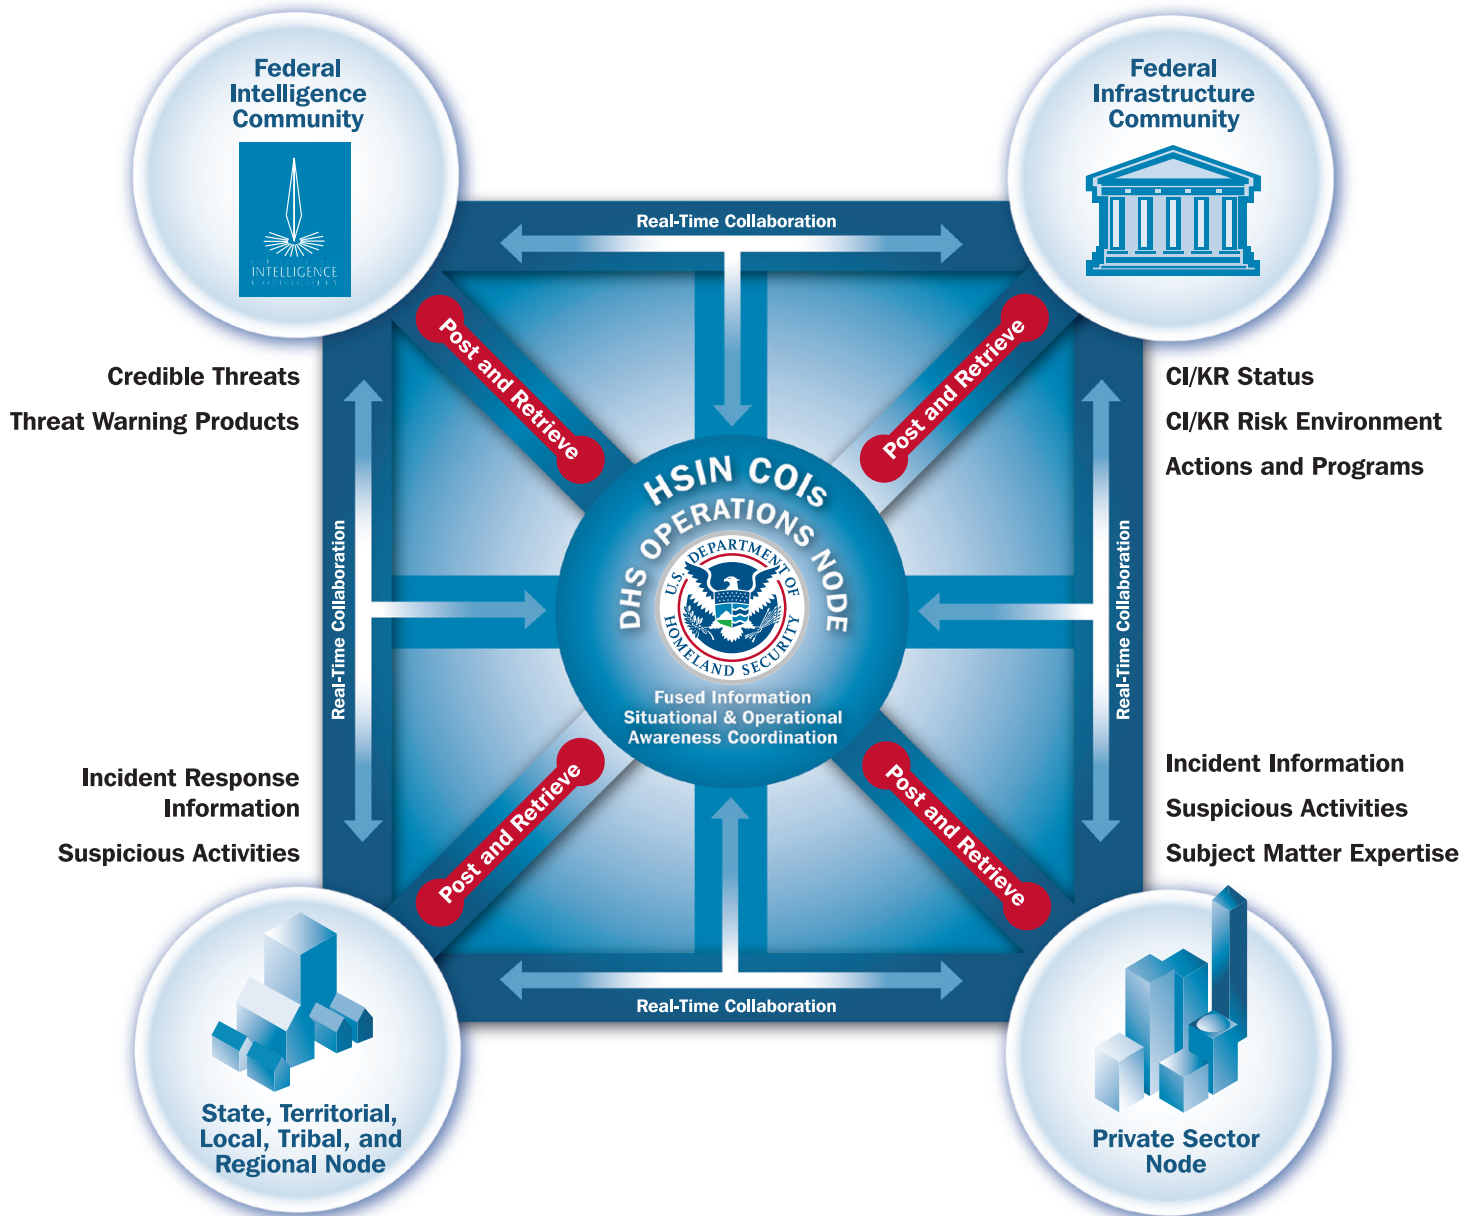 Federal
Intelligence
Community
INTELLIGENCE
Federal
Infrastructure
Community
Real-Time Collaboration
Post and Retrieve
Post and Retrieve
Credible Threats
Threat Warning Products
CI/KR Status
CI/KR Risk Environment
Actions and Programs
Real-Time Collaboration
HSIN COIs
DHS OPERATIONS NODE
U.S. DEPARTMENT OF
HOMELAND SECURITY
Fused Information
Situational & Operational
Awareness Coordination
Real-Time Collaboration
Incident Response
Information
Suspicious Activities
Incident Information
Suspicious Activities
Subject Matter Expertise
Post and Retrieve
Post and Retrieve
Real-Time Collaboration
State, Territorial,
Local, Tribal, and
Regional Node
Private Sector
Node